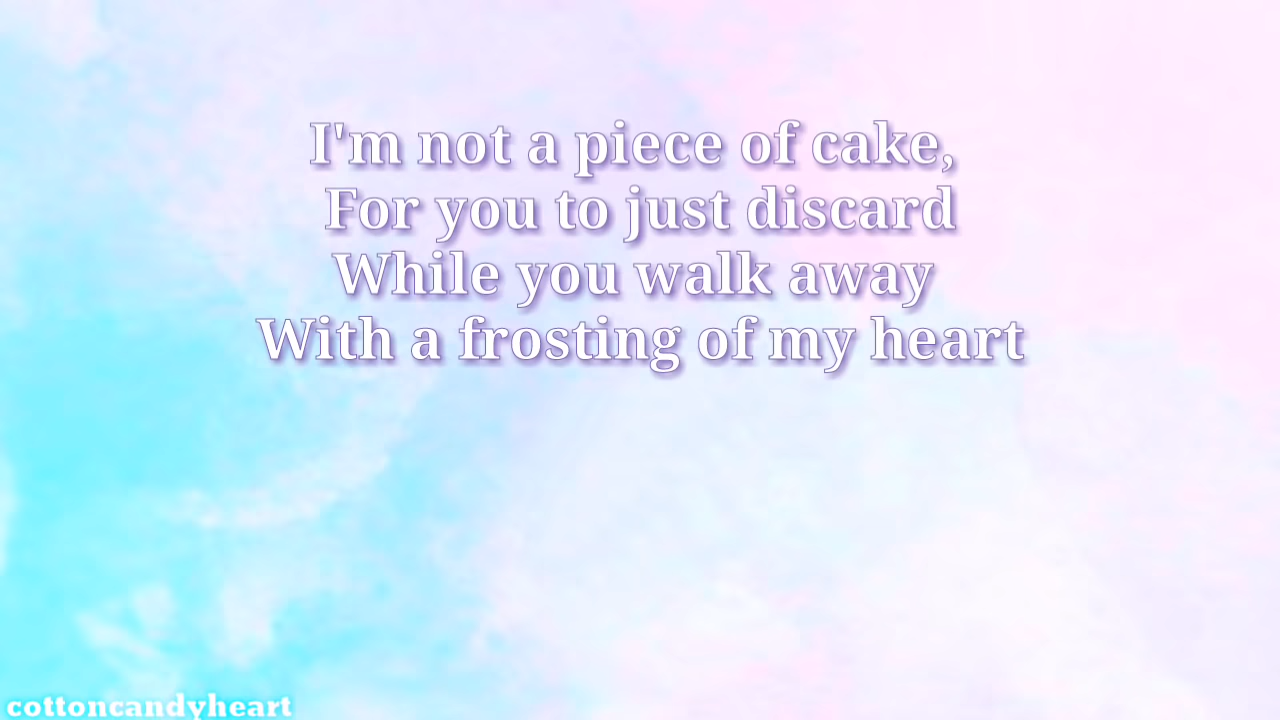 I'm not a piece of cake,
For you to just discard
While you walk away
With a frosting of my heart
cottoncandyheart